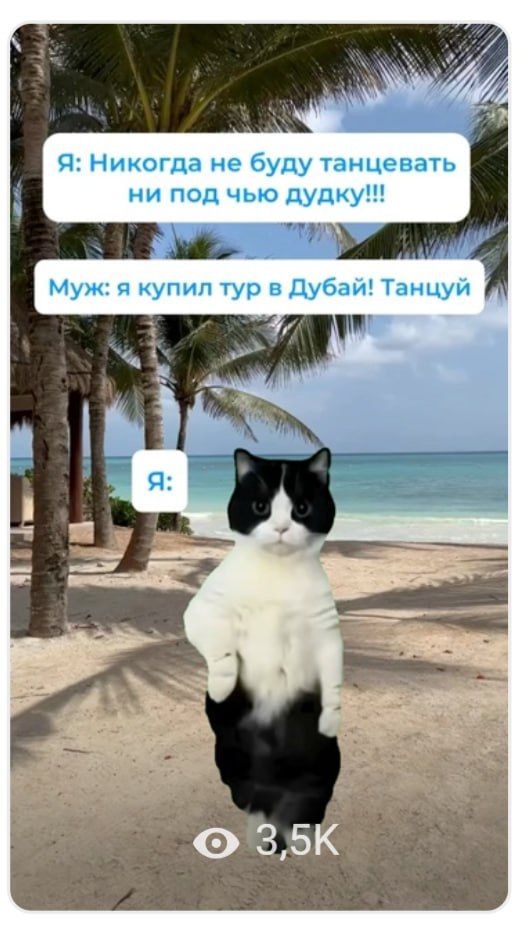 Я: Никогда не буду танцевать
ни под чью дудку!!!
Муж: я купил тур в Дубай! Танцуй
Я:
3,5K